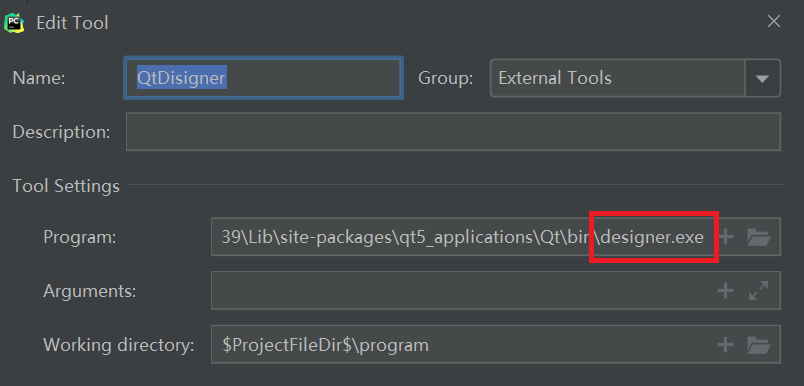 PC
Edit Tool
Name: QtDisigner Group: External Tools
Description:
Tool Settings
Program: 39\Lib\site-packages\qt5_applications\Qt\bin\designer.exe
Arguments:
Working directory: $ProjectFileDir$\program